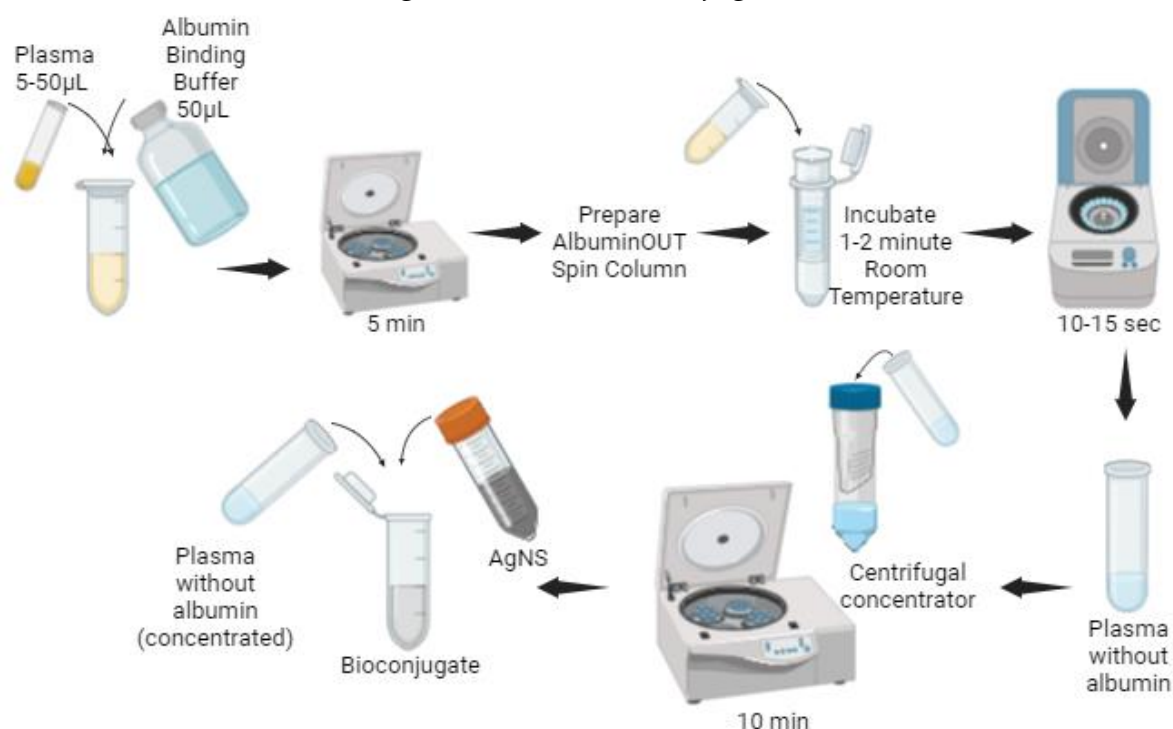 Plasma
5-50µL
Albumin
Binding
Buffer
50µL
5 min
Prepare
AlbuminOUT
Spin Column
Incubate
1-2 minute
Room
Temperature
10-15 sec
Plasma
without
albumin
Centrifugal
concentrator
10 min
AgNS
Plasma
without
albumin
(concentrated)
Bioconjugate